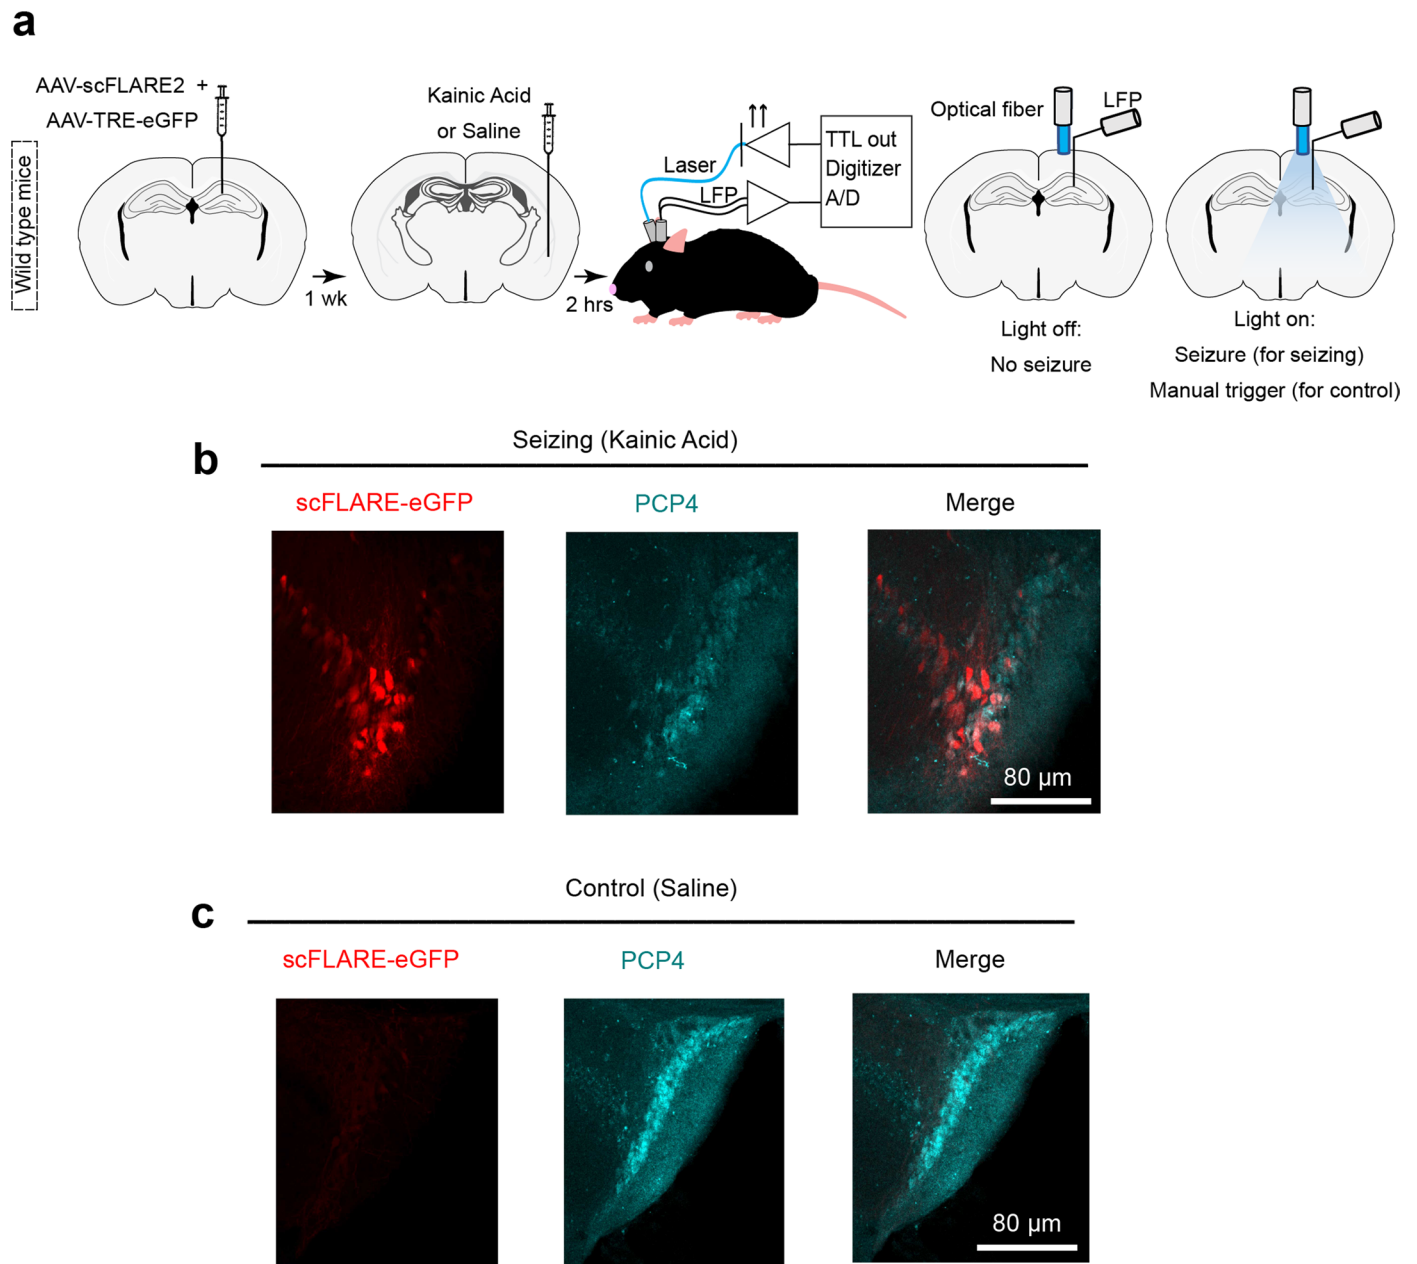 a
AAV-scFLARE2 +
AAV-TRE-eGFP
Wild type mice
1 wk
Kainic Acid
or Saline
2 hrs
Laser
LFP
TTL out
Digitizer
A/D
Optical fiber
LFP
Light off:
No seizure
Light on:
Seizure (for seizing)
Manual trigger (for control)
b
Seizing (Kainic Acid)
scFLARE-eGFP
PCP4
Merge
80 µm
c
Control (Saline)
scFLARE-eGFP
PCP4
Merge
80 µm